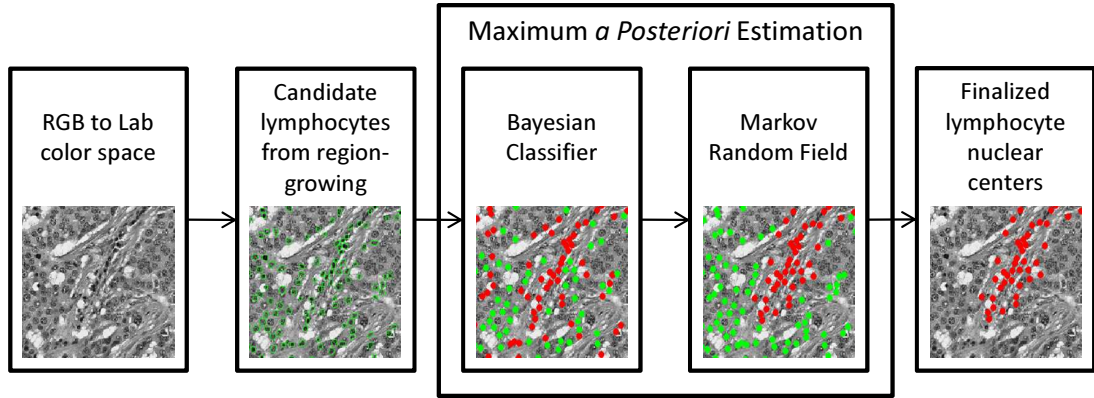 Maximum a Posteriori Estimation
RGB to Lab
color space
Candidate
lymphocytes
from region-
growing
Bayesian
Classifier
Markov
Random Field
Finalized
lymphocyte
nuclear
centers